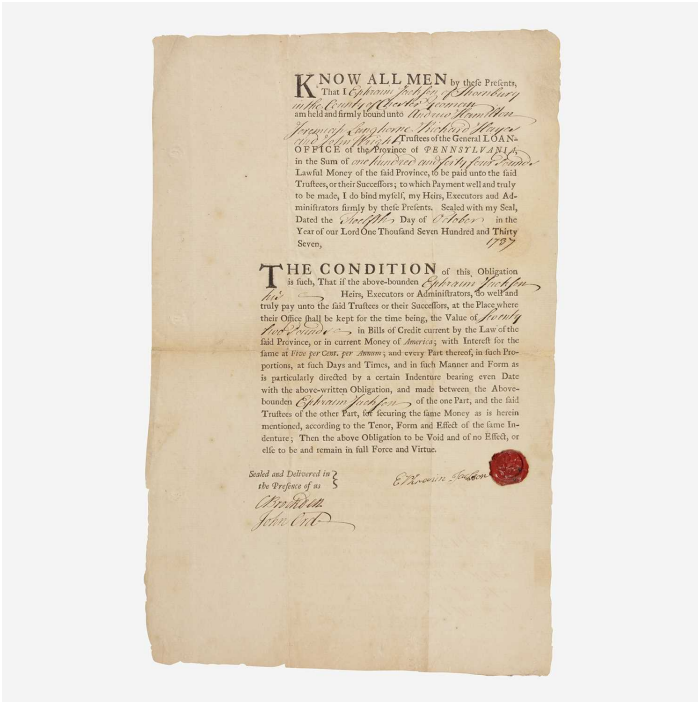 KNOW ALL MEN by theſe Preſents,
That I Ephraim Jackſon of Thornbury
in the County of Cheſter Yeoman
am held and firmly bound unto Andrew Hamilton
Jeremiah Langhorne Richard Hayes
and John Wright, Truſtees of the General LOAN-
OFFICE of the Province of PENNSYLVANIA,
in the Sum of one hundred and forty four Pounds
Lawful Money of the ſaid Province, to be paid unto the ſaid
Truſtees, or their Succeſſors; to which Payment well and truly
to be made, I do bind myſelf, my Heirs, Executors and Ad-
miniſtrators firmly by theſe Preſents. Sealed with my Seal,
Dated the Twelfth Day of October in the
Year of our Lord One Thouſand Seven Hundred and Thirty
Seven, 1737
THE CONDITION of this Obligation
is ſuch, That if the above-bounden Ephraim Jackſon
his Heirs, Executors or Adminiſtrators, do well and
truly pay unto the ſaid Truſtees or their Succeſſors, at the Place where
their Office ſhall be kept for the time being, the Value of Seventy
two Pounds in Bills of Credit current by the Law of the
ſaid Province, or in current Money of America; with Intereſt for the
ſame at Five per Cent. per Annum; and every Part thereof, in ſuch Pro-
portions, at ſuch Days and Times, and in ſuch Manner and Form as
is particularly directed by a certain Indenture bearing even Date
with the above-written Obligation, and made between the Above-
bounden Ephraim Jackſon of the one Part, and the ſaid
Truſtees of the other Part, for ſecuring the ſame Money as is herein
mentioned, according to the Tenor, Form and Effect of the ſame In-
denture; Then the above Obligation to be Void and of no Effect, or
elſe to be and remain in full Force and Virtue.
Sealed and Delivered in
the Preſence of us
Ephraim Jackſon
C Brockden
John Ord